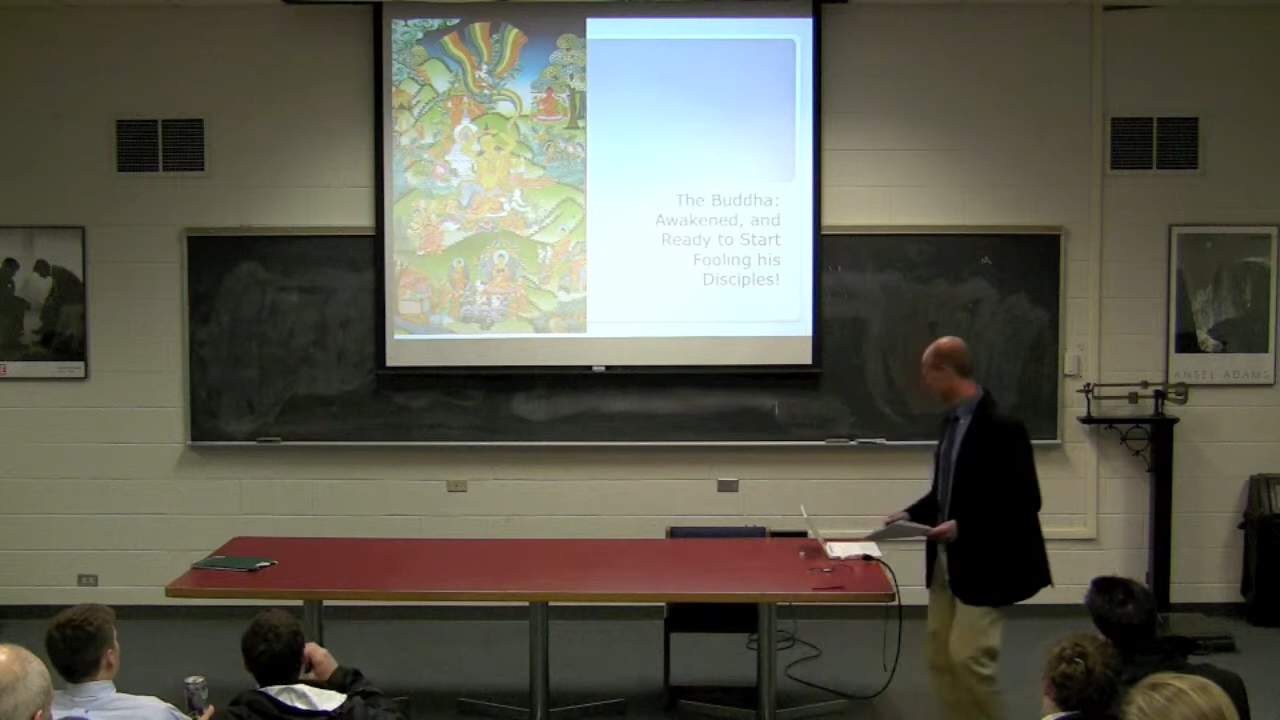 The Buddha:
Awakened, and
Ready to Start
Fooling his
Disciples!
ANSEL ADAMS